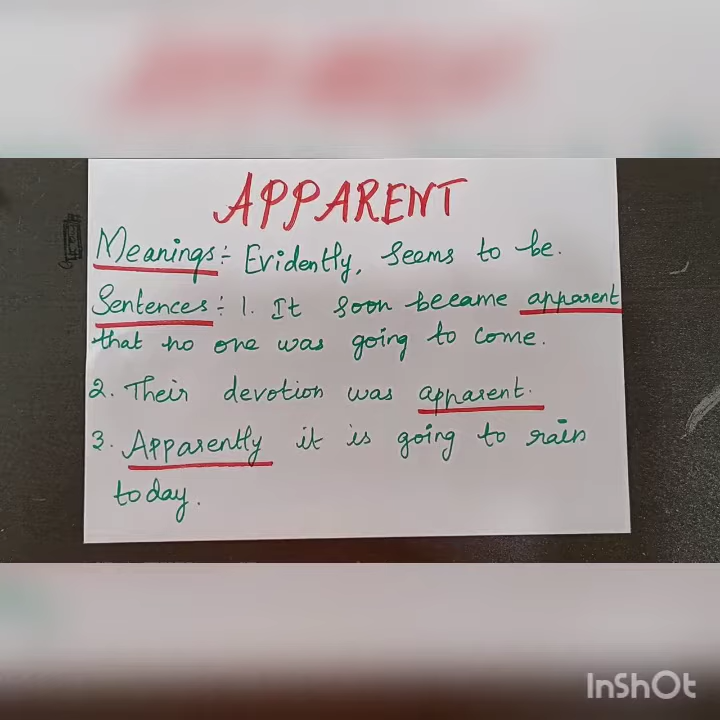 APPARENT
Meanings:- Evidently, seems to be.
Sentences:- 1. It soon became apparent
that no one was going to come.
2. Their devotion was apparent.
3. Apparently it is going to rain
today.
InShOt